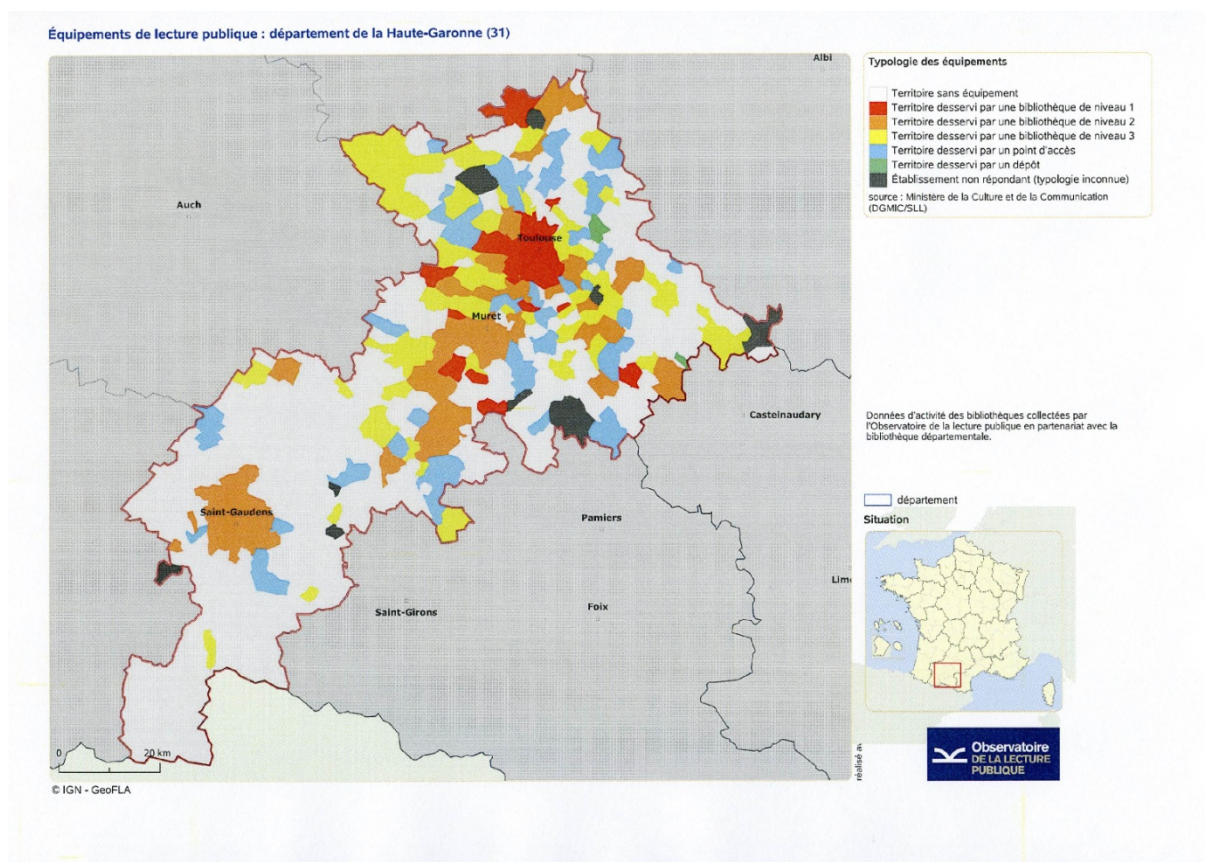 Équipements de lecture publique : département de la Haute-Garonne (31)
Albi
Auch
Toulouse
Muret
Castelnaudary
Saint-Gaudens
Pamiers
Saint-Girons
Foix
0 20 km
© IGN - GeoFLA
Typologie des équipements
Territoire sans équipement
Territoire desservi par une bibliothèque de niveau 1
Territoire desservi par une bibliothèque de niveau 2
Territoire desservi par une bibliothèque de niveau 3
Territoire desservi par un point d'accès
Territoire desservi par un dépôt
Établissement non répondant (typologie inconnue)
source : Ministère de la Culture et de la Communication
(DGMIC/SLL)
Données d'activité des bibliothèques collectées par
l'Observatoire de la lecture publique en partenariat avec la
bibliothèque départementale.
département
Situation
réalisé
Observatoire
DE LA LECTURE
PUBLIQUE